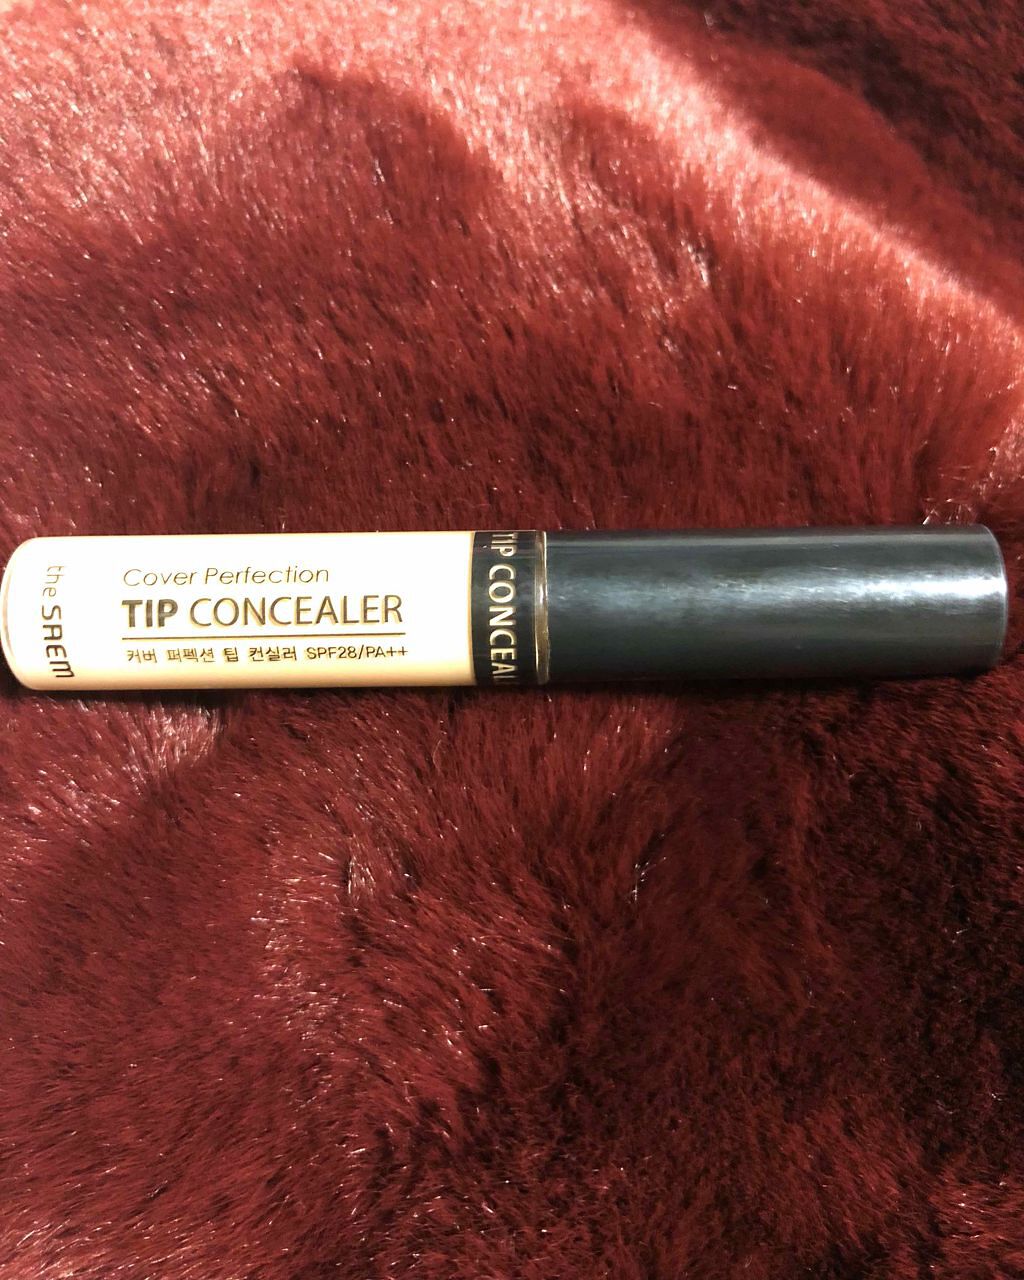 the SAEM
Cover Perfection
TIP CONCEALER
커버 퍼펙션 팁 컨실러 SPF28/PA++
TIP CONCEAL